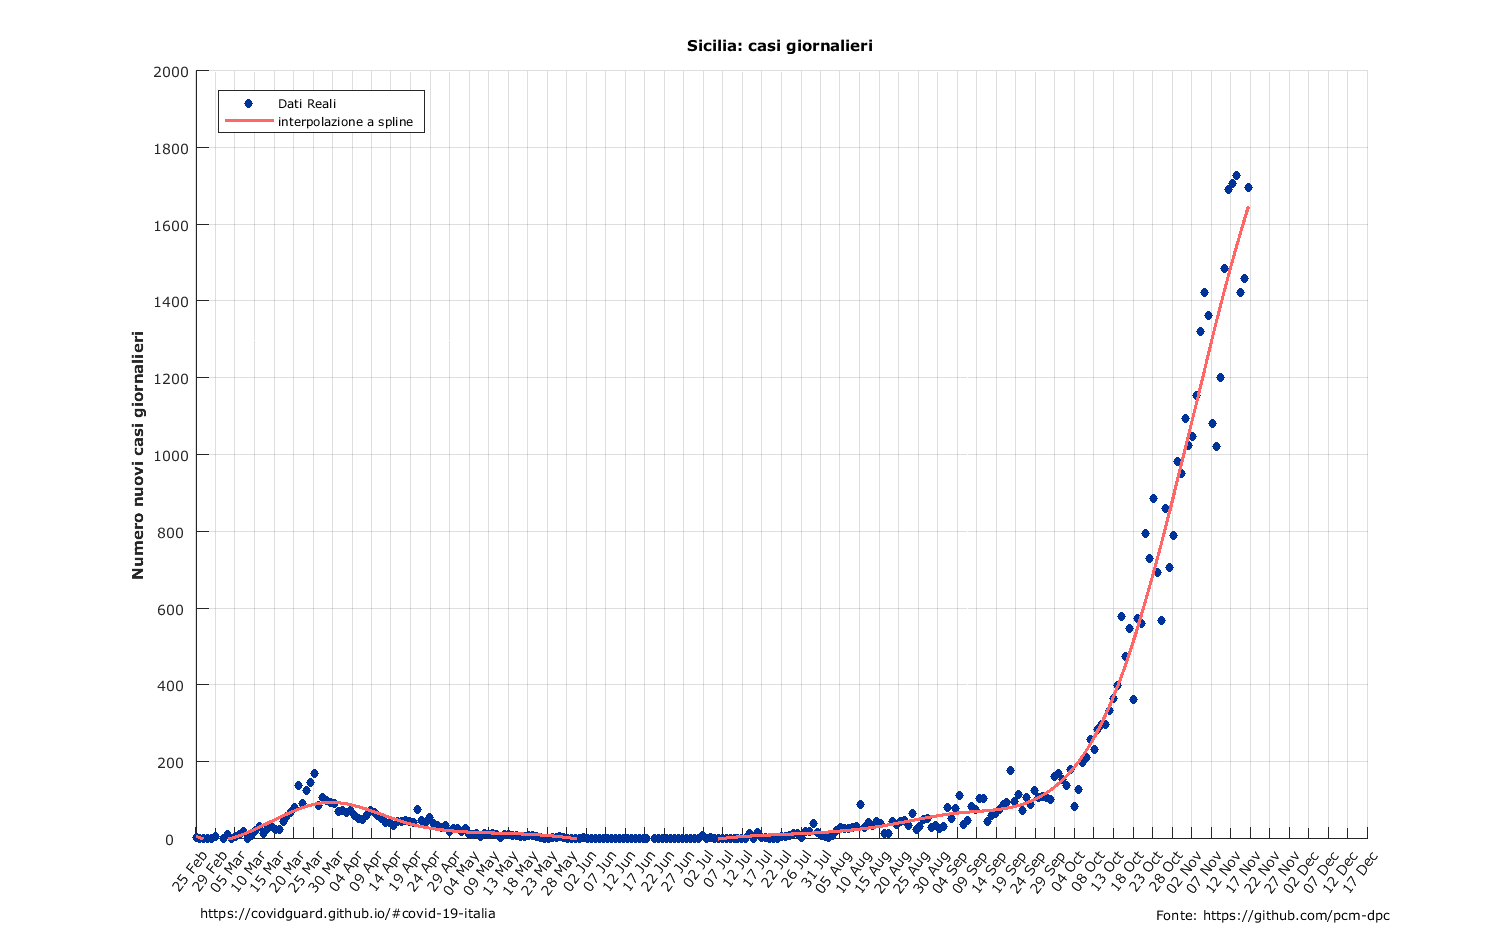 Sicilia: casi giornalieri
2000
Dati Reali
interpolazione a spline
1800
1600
1400
1200
1000
800
600
400
200
0
Numero nuovi casi giornalieri
25 Feb
29 Feb
05 Mar
10 Mar
15 Mar
20 Mar
25 Mar
30 Mar
04 Apr
09 Apr
14 Apr
19 Apr
24 Apr
29 Apr
04 May
09 May
13 May
18 May
23 May
28 May
02 Jun
07 Jun
12 Jun
17 Jun
22 Jun
27 Jun
02 Jul
07 Jul
12 Jul
17 Jul
22 Jul
26 Jul
31 Jul
05 Aug
10 Aug
15 Aug
20 Aug
25 Aug
30 Aug
04 Sep
09 Sep
14 Sep
19 Sep
24 Sep
29 Sep
04 Oct
08 Oct
13 Oct
18 Oct
23 Oct
28 Oct
02 Nov
07 Nov
12 Nov
17 Nov
22 Nov
27 Nov
02 Dec
07 Dec
12 Dec
17 Dec
https://covidguard.github.io/#covid-19-italia
Fonte: https://github.com/pcm-dpc